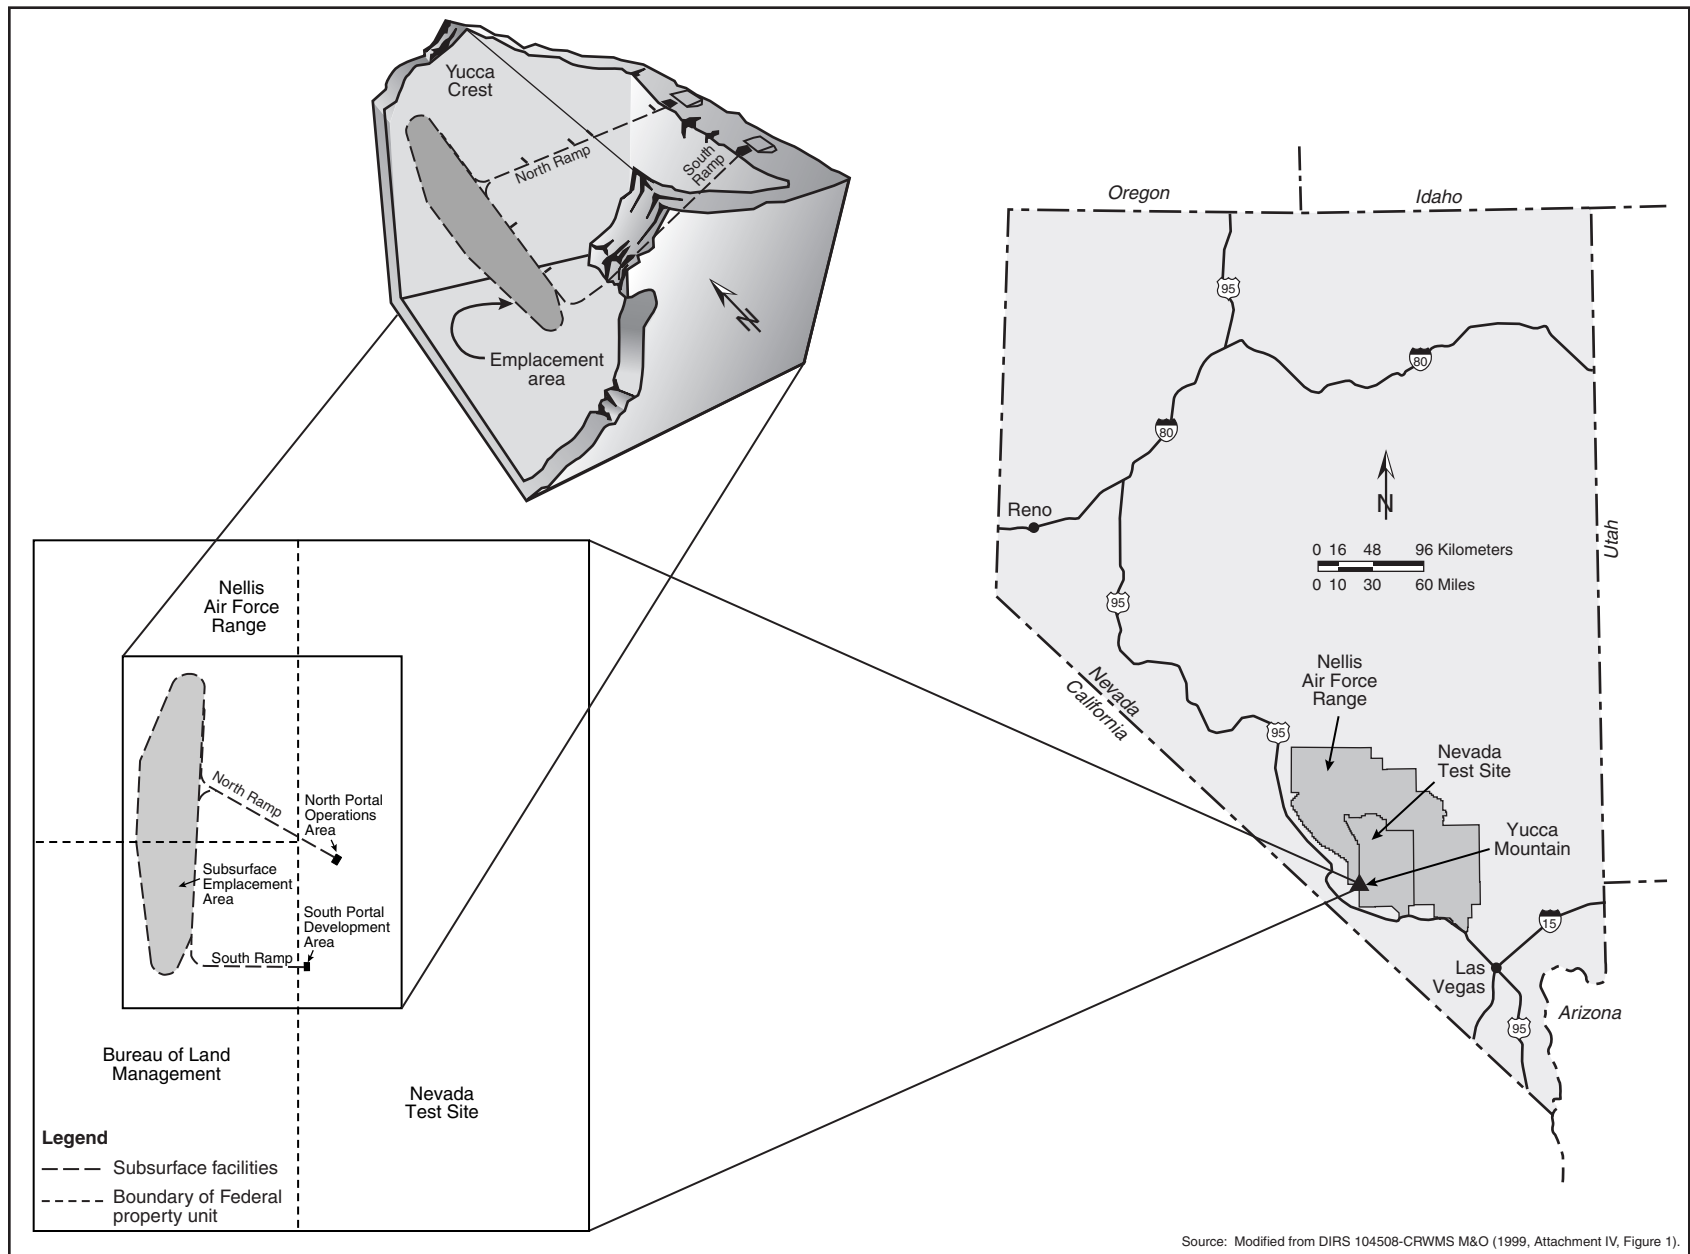 Yucca
Crest
North Ramp
South
Ramp
N
Emplacement
area
Nellis
Air Force
Range
North Ramp
North Portal
Operations
Area
Subsurface
Emplacement
Area
South Portal
Development
Area
South Ramp
Bureau of Land
Management
Nevada
Test Site
Legend
Subsurface facilities
Boundary of Federal
property unit
Oregon
Idaho
95
80
80
Reno
N
0 16 48 96 Kilometers
0 10 30 60 Miles
Utah
95
Nevada
California
Nellis
Air Force
Range
95
Nevada
Test Site
Yucca
Mountain
15
Las
Vegas
Arizona
95
Source: Modified from DIRS 104508-CRWMS M&O (1999, Attachment IV, Figure 1).